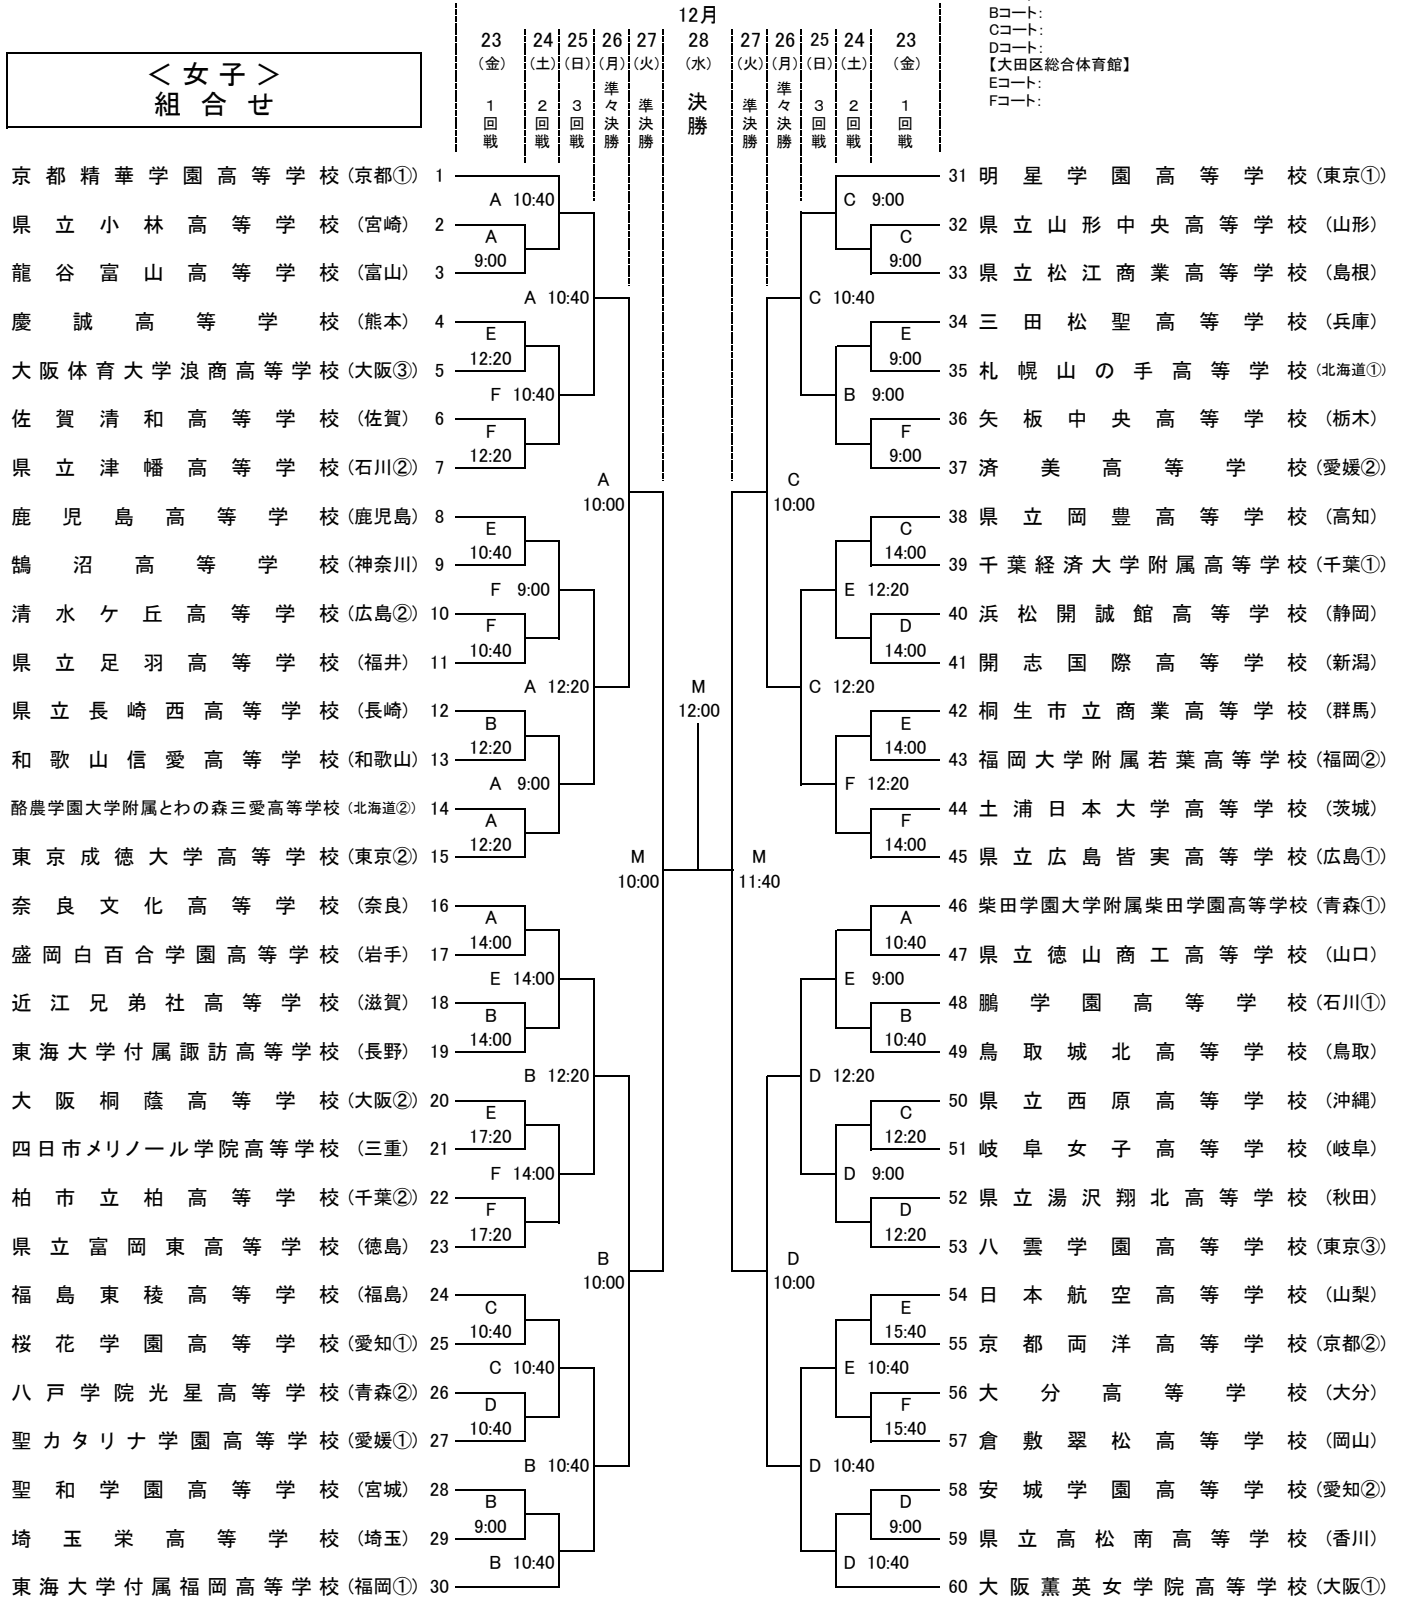 12月
Bコート:
Cコート:
Dコート:
【大田区総合体育館】
Eコート:
Fコート:
＜女子＞
組合せ
23 24 25 26 27 28 27 26 25 24 23
(金) (土) (日) (月) (火) (水) (火) (月) (日) (土) (金)
1回戦 2回戦 3回戦 準々決勝 準決勝 決勝 準決勝 準々決勝 3回戦 2回戦 1回戦
京都精華学園高等学校(京都①) 1
A 10:40
県立小林高等学校(宮崎) 2
A 9:00
龍谷富山高等学校(富山) 3
A 10:40
慶誠高等学校(熊本) 4
E 12:20
大阪体育大学浪商高等学校(大阪③) 5
F 10:40
佐賀清和高等学校(佐賀) 6
F 12:20
県立津幡高等学校(石川②) 7
A 10:00
鹿児島高等学校(鹿児島) 8
E 10:40
鵠沼高等学校(神奈川) 9
F 9:00
清水ケ丘高等学校(広島②) 10
F 10:40
県立足羽高等学校(福井) 11
A 12:20
県立長崎西高等学校(長崎) 12
B 12:20
和歌山信愛高等学校(和歌山) 13
A 9:00
酪農学園大学附属とわの森三愛高等学校(北海道②) 14
A 12:20
東京成徳大学高等学校(東京②) 15
M 10:00
奈良文化高等学校(奈良) 16
A 14:00
盛岡白百合学園高等学校(岩手) 17
E 14:00
近江兄弟社高等学校(滋賀) 18
B 14:00
東海大学付属諏訪高等学校(長野) 19
B 12:20
大阪桐蔭高等学校(大阪②) 20
E 17:20
四日市メリノール学院高等学校(三重) 21
F 14:00
柏市立柏高等学校(千葉②) 22
F 17:20
県立富岡東高等学校(徳島) 23
B 10:00
福島東稜高等学校(福島) 24
C 10:40
桜花学園高等学校(愛知①) 25
C 10:40
八戸学院光星高等学校(青森②) 26
D 10:40
聖カタリナ学園高等学校(愛媛①) 27
B 10:40
聖和学園高等学校(宮城) 28
B 9:00
埼玉栄高等学校(埼玉) 29
B 10:40
東海大学付属福岡高等学校(福岡①) 30
M 12:00
31 明星学園高等学校(東京①)
C 9:00
32 県立山形中央高等学校(山形)
C 9:00
33 県立松江商業高等学校(島根)
C 10:40
34 三田松聖高等学校(兵庫)
E 9:00
35 札幌山の手高等学校(北海道①)
B 9:00
36 矢板中央高等学校(栃木)
F 9:00
37 済美高等学校(愛媛②)
C 10:00
38 県立岡豊高等学校(高知)
C 14:00
39 千葉経済大学附属高等学校(千葉①)
E 12:20
40 浜松開誠館高等学校(静岡)
D 14:00
41 開志国際高等学校(新潟)
C 12:20
42 桐生市立商業高等学校(群馬)
E 14:00
43 福岡大学附属若葉高等学校(福岡②)
F 12:20
44 土浦日本大学高等学校(茨城)
F 14:00
45 県立広島皆実高等学校(広島①)
M 11:40
46 柴田学園大学附属柴田学園高等学校(青森①)
A 10:40
47 県立徳山商工高等学校(山口)
E 9:00
48 鵬学園高等学校(石川①)
B 10:40
49 鳥取城北高等学校(鳥取)
D 12:20
50 県立西原高等学校(沖縄)
C 12:20
51 岐阜女子高等学校(岐阜)
D 9:00
52 県立湯沢翔北高等学校(秋田)
D 12:20
53 八雲学園高等学校(東京③)
D 10:00
54 日本航空高等学校(山梨)
E 15:40
55 京都両洋高等学校(京都②)
E 10:40
56 大分高等学校(大分)
F 15:40
57 倉敷翠松高等学校(岡山)
D 10:40
58 安城学園高等学校(愛知②)
D 9:00
59 県立高松南高等学校(香川)
D 10:40
60 大阪薫英女学院高等学校(大阪①)